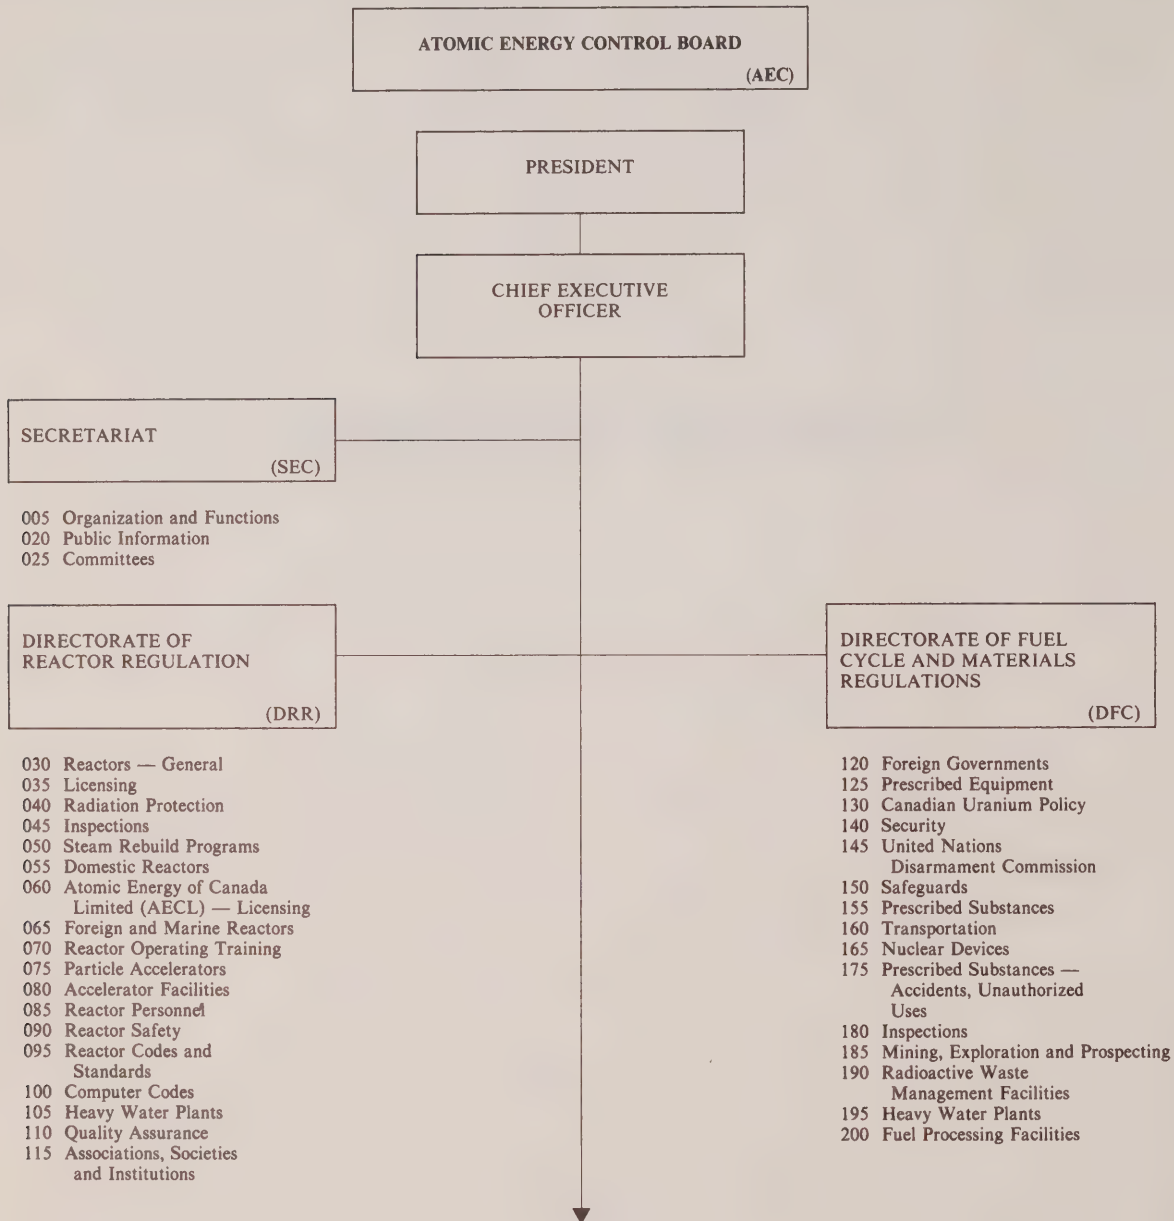 ATOMIC ENERGY CONTROL BOARD
(AEC)
PRESIDENT
CHIEF EXECUTIVE
OFFICER
SECRETARIAT
(SEC)
005 Organization and Functions
020 Public Information
025 Committees
DIRECTORATE OF
REACTOR REGULATION
(DRR)
030 Reactors — General
035 Licensing
040 Radiation Protection
045 Inspections
050 Steam Rebuild Programs
055 Domestic Reactors
060 Atomic Energy of Canada
Limited (AECL) — Licensing
065 Foreign and Marine Reactors
070 Reactor Operating Training
075 Particle Accelerators
080 Accelerator Facilities
085 Reactor Personnel
090 Reactor Safety
095 Reactor Codes and
Standards
100 Computer Codes
105 Heavy Water Plants
110 Quality Assurance
115 Associations, Societies
and Institutions
DIRECTORATE OF FUEL
CYCLE AND MATERIALS
REGULATIONS
(DFC)
120 Foreign Governments
125 Prescribed Equipment
130 Canadian Uranium Policy
140 Security
145 United Nations
Disarmament Commission
150 Safeguards
155 Prescribed Substances
160 Transportation
165 Nuclear Devices
175 Prescribed Substances —
Accidents, Unauthorized
Uses
180 Inspections
185 Mining, Exploration and Prospecting
190 Radioactive Waste
Management Facilities
195 Heavy Water Plants
200 Fuel Processing Facilities